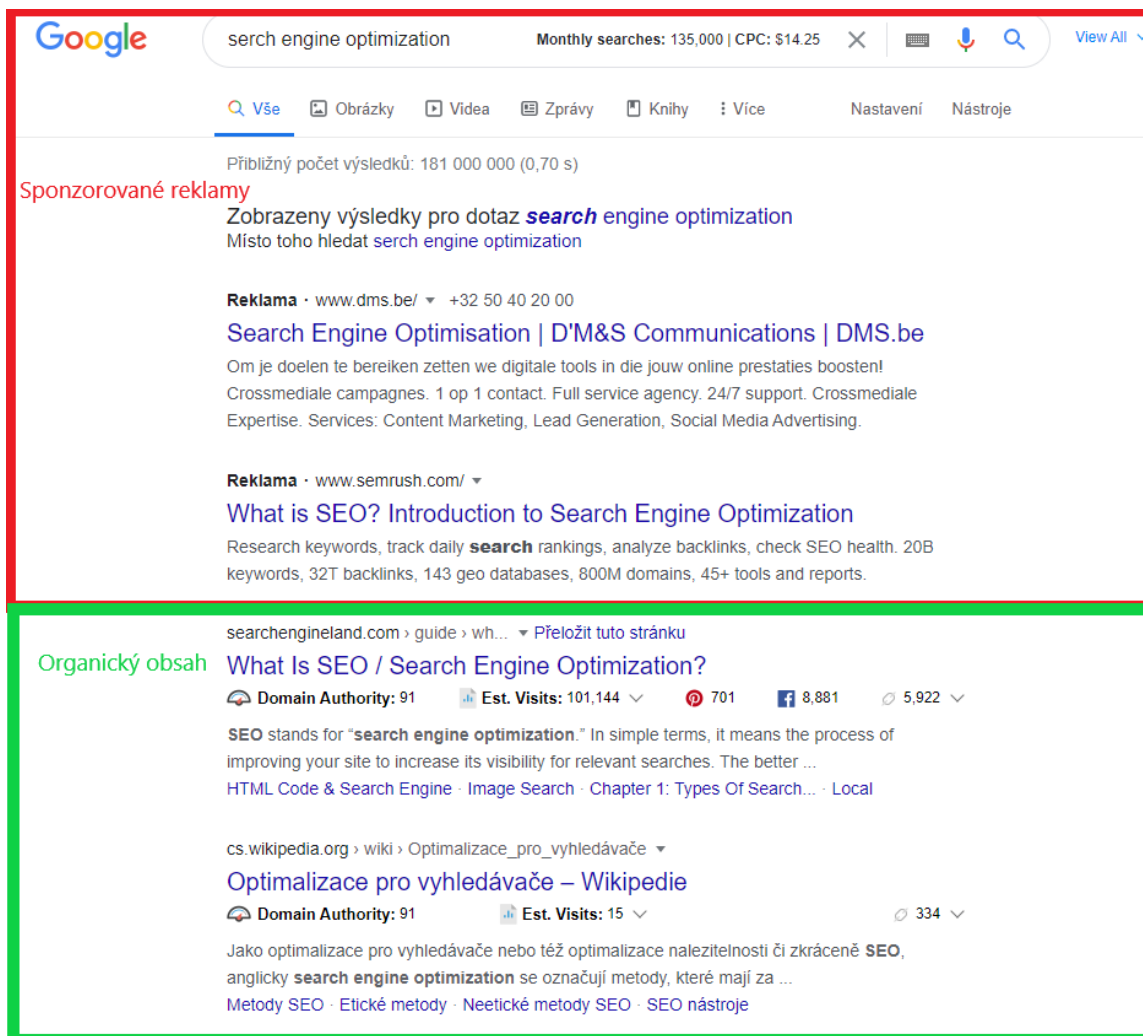 Google
serch engine optimization Monthly searches: 135,000 | CPC: $14.25 View All
Vše Obrázky Videa Zprávy Knihy Více Nastavení Nástroje
Přibližný počet výsledků: 181 000 000 (0,70 s)
Sponzorované reklamy
Zobrazeny výsledky pro dotaz search engine optimization
Místo toho hledat serch engine optimization
Reklama · www.dms.be/ +32 50 40 20 00
Search Engine Optimisation | D'M&S Communications | DMS.be
Om je doelen te bereiken zetten we digitale tools in die jouw online prestaties boosten!
Crossmediale campagnes. 1 op 1 contact. Full service agency. 24/7 support. Crossmediale
Expertise. Services: Content Marketing, Lead Generation, Social Media Advertising.
Reklama · www.semrush.com/
What is SEO? Introduction to Search Engine Optimization
Research keywords, track daily search rankings, analyze backlinks, check SEO health. 20B
keywords, 32T backlinks, 143 geo databases, 800M domains, 45+ tools and reports.
searchengineland.com › guide › wh... Přeložit tuto stránku
Organický obsah
What Is SEO / Search Engine Optimization?
Domain Authority: 91 Est. Visits: 101,144 701 8,881 5,922
SEO stands for “search engine optimization.” In simple terms, it means the process of
improving your site to increase its visibility for relevant searches. The better ...
HTML Code & Search Engine · Image Search · Chapter 1: Types Of Search... · Local
cs.wikipedia.org › wiki › Optimalizace_pro_vyhledávače
Optimalizace pro vyhledávače – Wikipedie
Domain Authority: 91 Est. Visits: 15 334
Jako optimalizace pro vyhledávače nebo též optimalizace nalezitelnosti či zkráceně SEO,
anglicky search engine optimization se označují metody, které mají za ...
Metody SEO · Etické metody · Neetické metody SEO · SEO nástroje